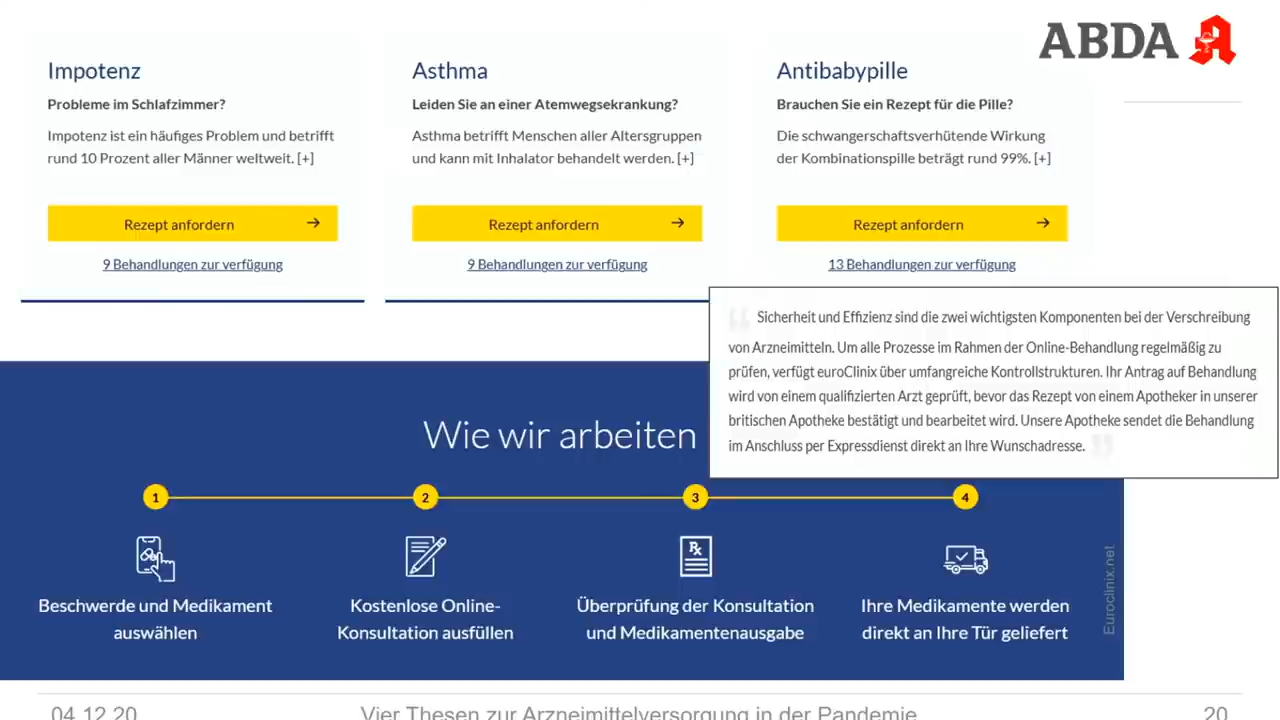 ABDA
Impotenz
Probleme im Schlafzimmer?
Impotenz ist ein häufiges Problem und betrifft
rund 10 Prozent aller Männer weltweit. [+]
Rezept anfordern
9 Behandlungen zur verfügung
Asthma
Leiden Sie an einer Atemwegsekrankung?
Asthma betrifft Menschen aller Altersgruppen
und kann mit Inhalator behandelt werden. [+]
Rezept anfordern
9 Behandlungen zur verfügung
Antibabypille
Brauchen Sie ein Rezept für die Pille?
Die schwangerschaftsverhütende Wirkung
der Kombinationspille beträgt rund 99%. [+]
Rezept anfordern
13 Behandlungen zur verfügung
Sicherheit und Effizienz sind die zwei wichtigsten Komponenten bei der Verschreibung
von Arzneimitteln. Um alle Prozesse im Rahmen der Online-Behandlung regelmäßig zu
prüfen, verfügt euroClinix über umfangreiche Kontrollstrukturen. Ihr Antrag auf Behandlung
wird von einem qualifizierten Arzt geprüft, bevor das Rezept von einem Apotheker in unserer
britischen Apotheke bestätigt und bearbeitet wird. Unsere Apotheke sendet die Behandlung
im Anschluss per Expressdienst direkt an Ihre Wunschadresse.
Wie wir arbeiten
1
2
3
4
Rx
Beschwerde und Medikament
auswählen
Kostenlose Online-
Konsultation ausfüllen
Überprüfung der Konsultation
und Medikamentenausgabe
Ihre Medikamente werden
direkt an Ihre Tür geliefert
Euroclinix.net
04.12.20
Vier Thesen zur Arzneimittelversorgung in der Pandemie
20